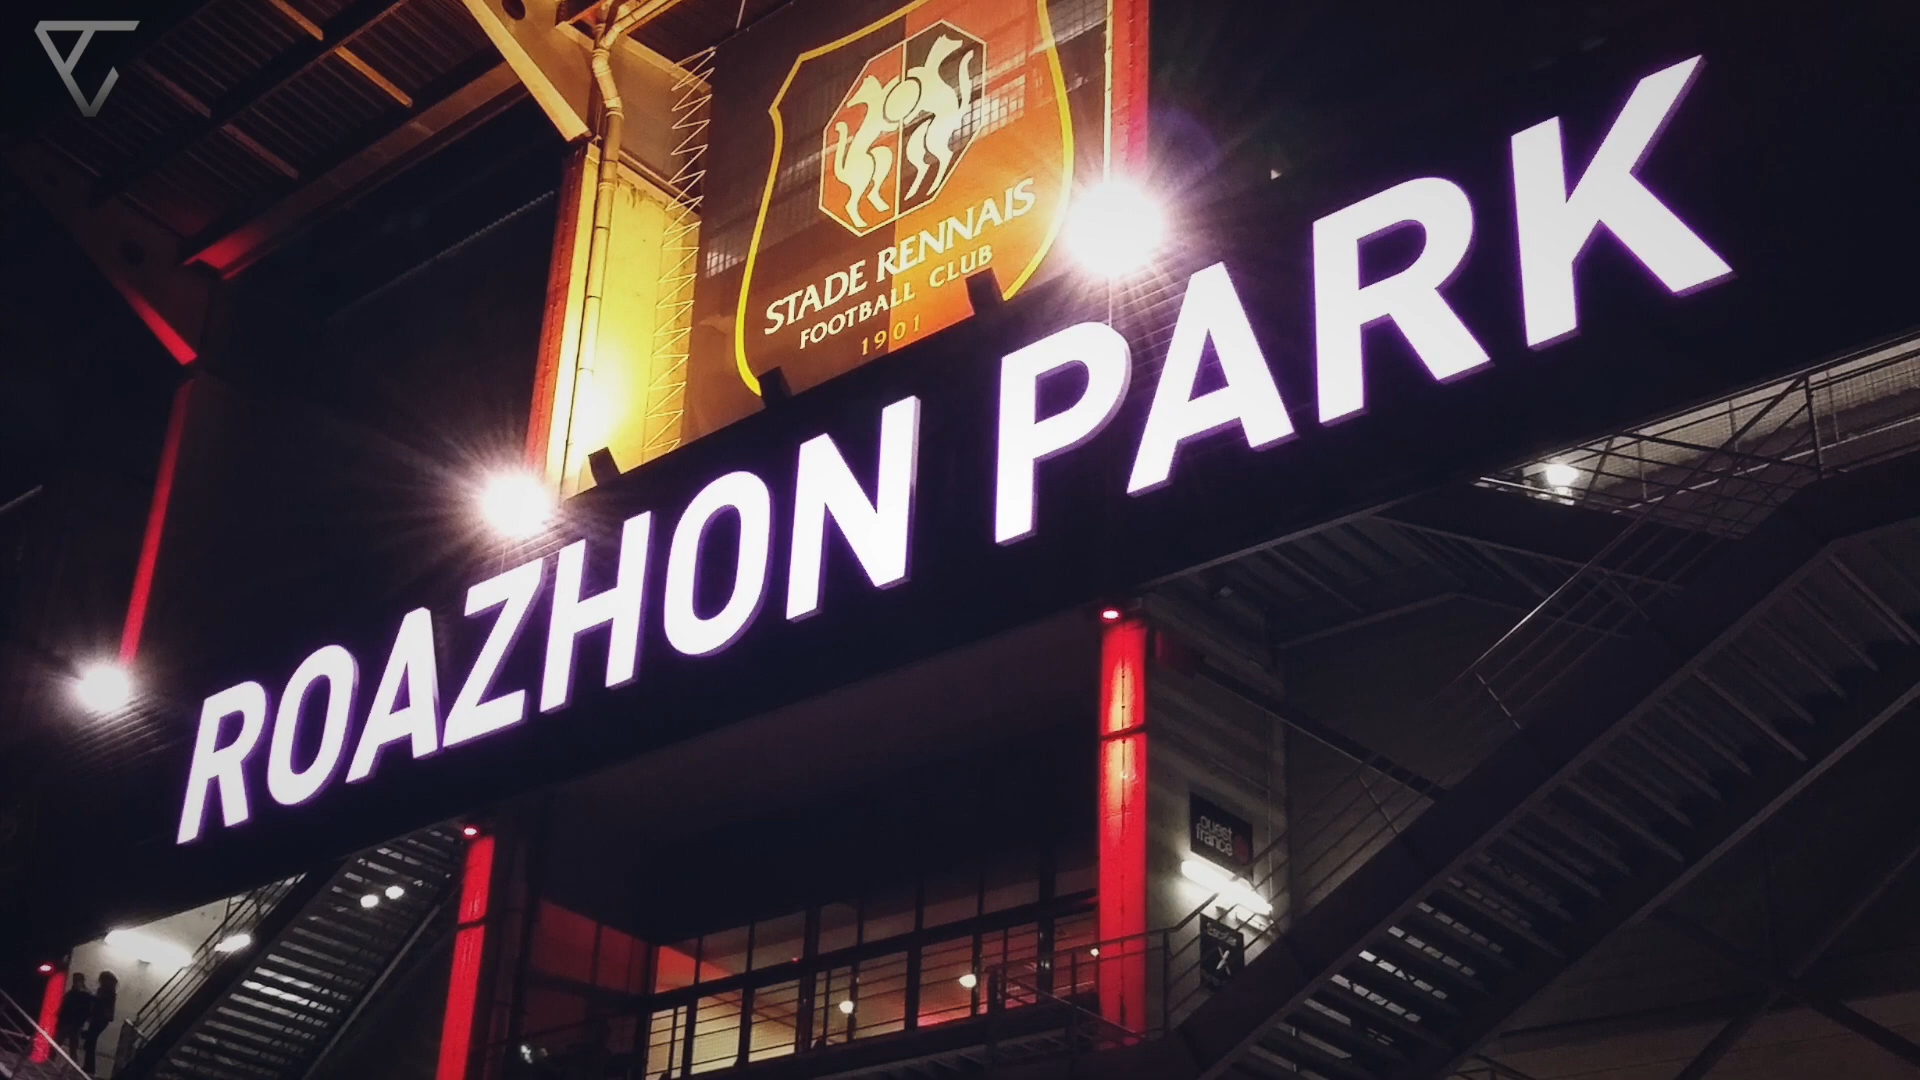 STADE RENNAIS
FOOTBALL CLUB
1901
ROAZHON PARK
ouest
france
X